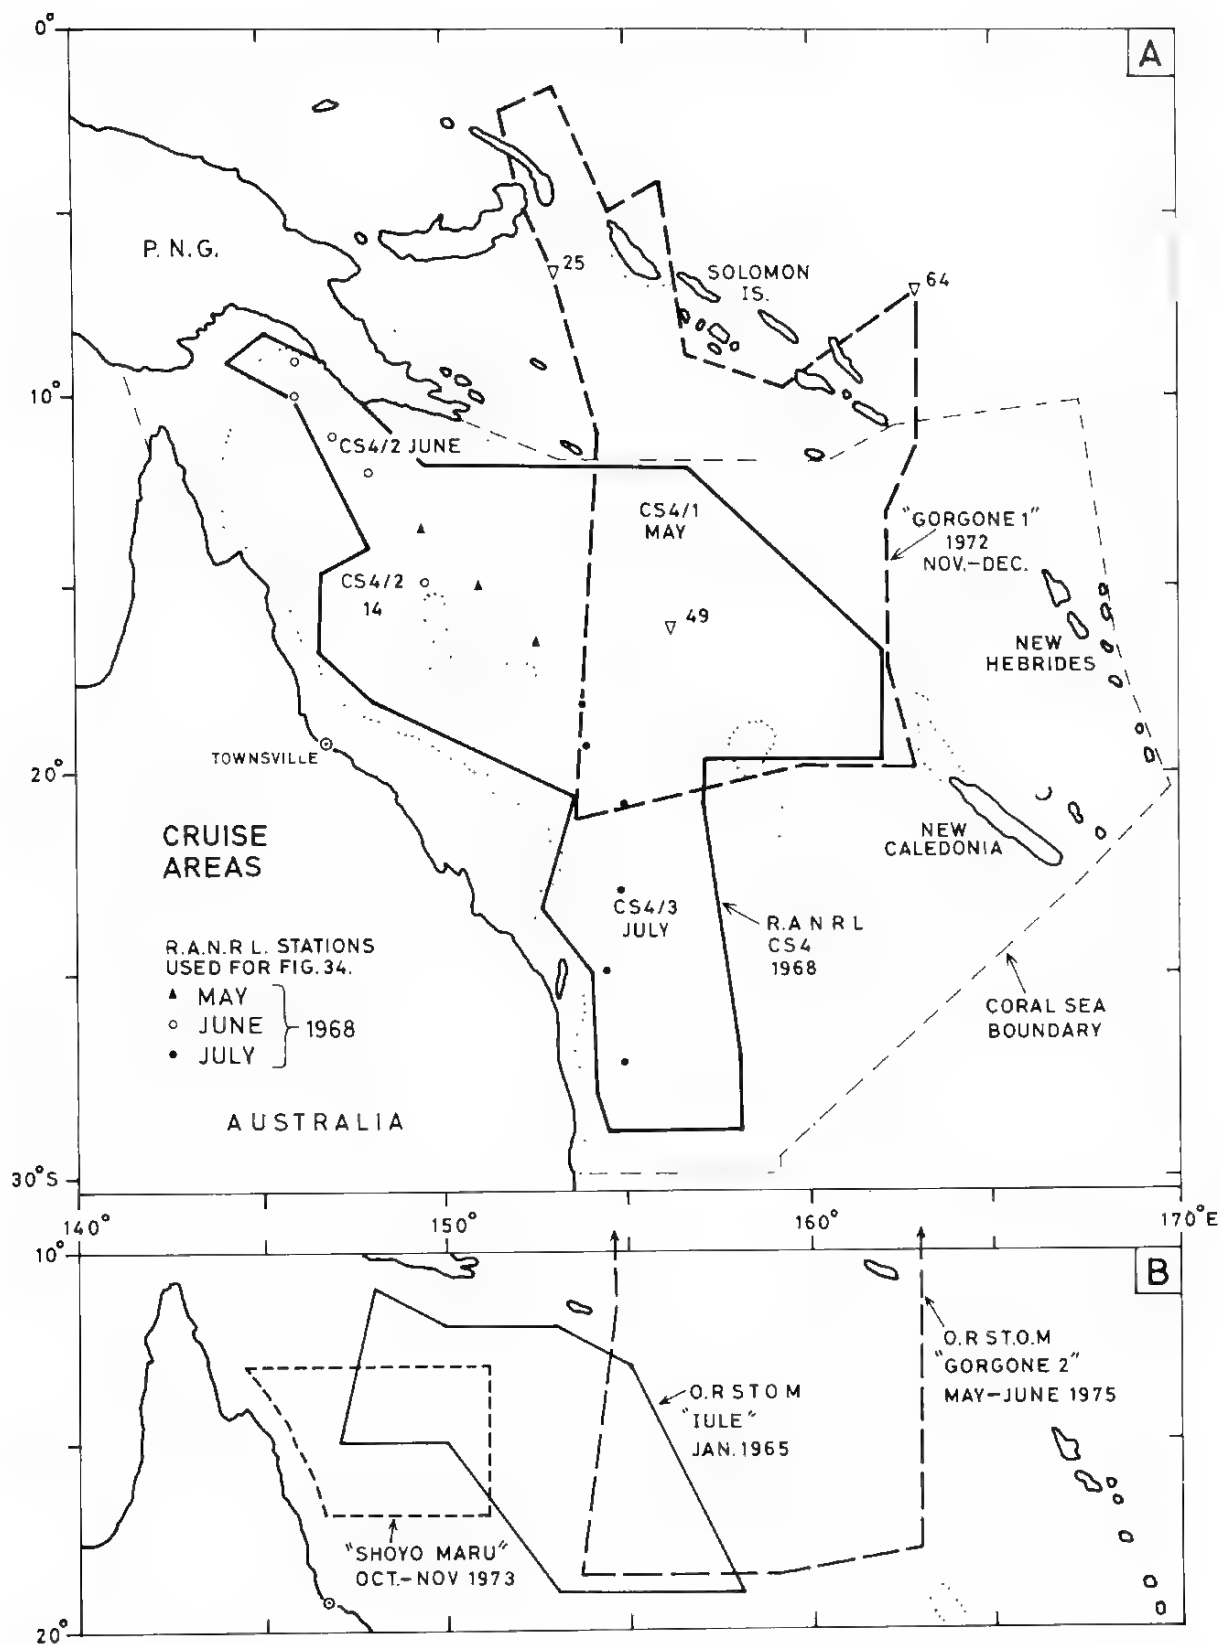 0°
A
P. N. G.
25
SOLOMON
IS.
64
10°
CS4/2 JUNE
CS4/1
MAY
"GORGONE 1"
1972
NOV.–DEC.
CS4/2
14
49
NEW
HEBRIDES
TOWNSVILLE
20°
CRUISE
AREAS
NEW
CALEDONIA
CS4/3
JULY
R.A N R L
CS4
1968
R.A.N.R L. STATIONS
USED FOR FIG. 34.
▲ MAY
○ JUNE
● JULY
1968
CORAL SEA
BOUNDARY
AUSTRALIA
30°S
140°
150°
160°
170°E
10°
B
O.R ST.O.M
"GORGONE 2"
MAY–JUNE 1975
O.R STO M
"IULE"
JAN. 1965
"SHOYO MARU"
OCT.–NOV 1973
20°